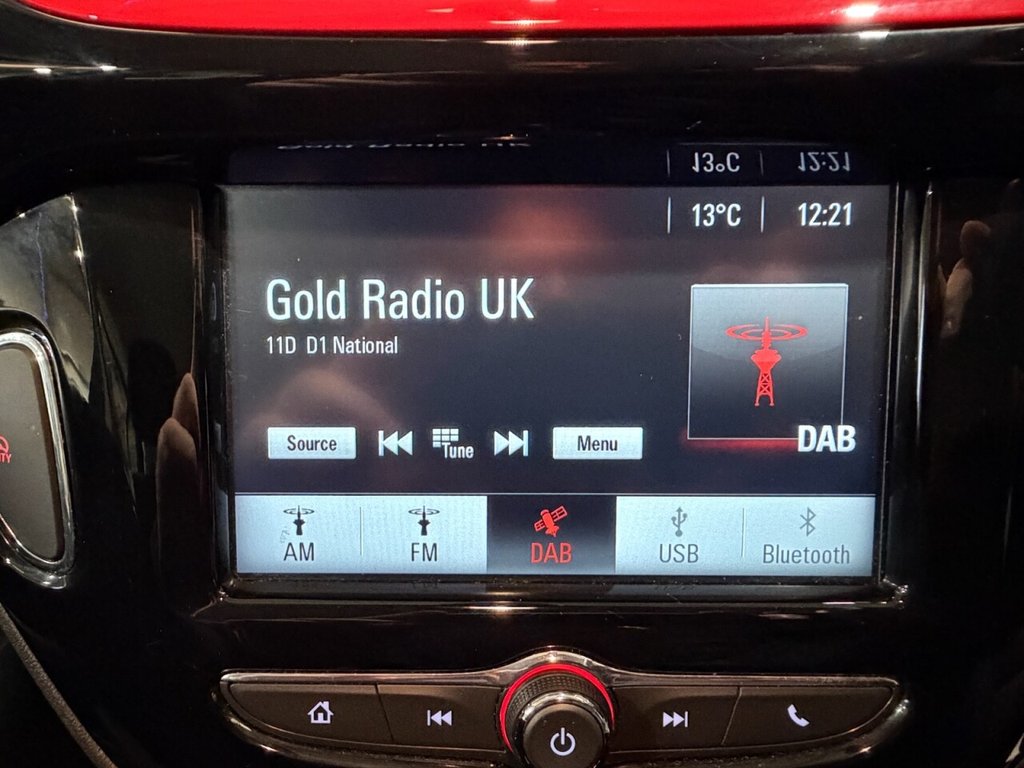 13°C 12:21
Gold Radio UK
11D D1 National
DAB
Source Tune Menu
AM FM DAB USB Bluetooth